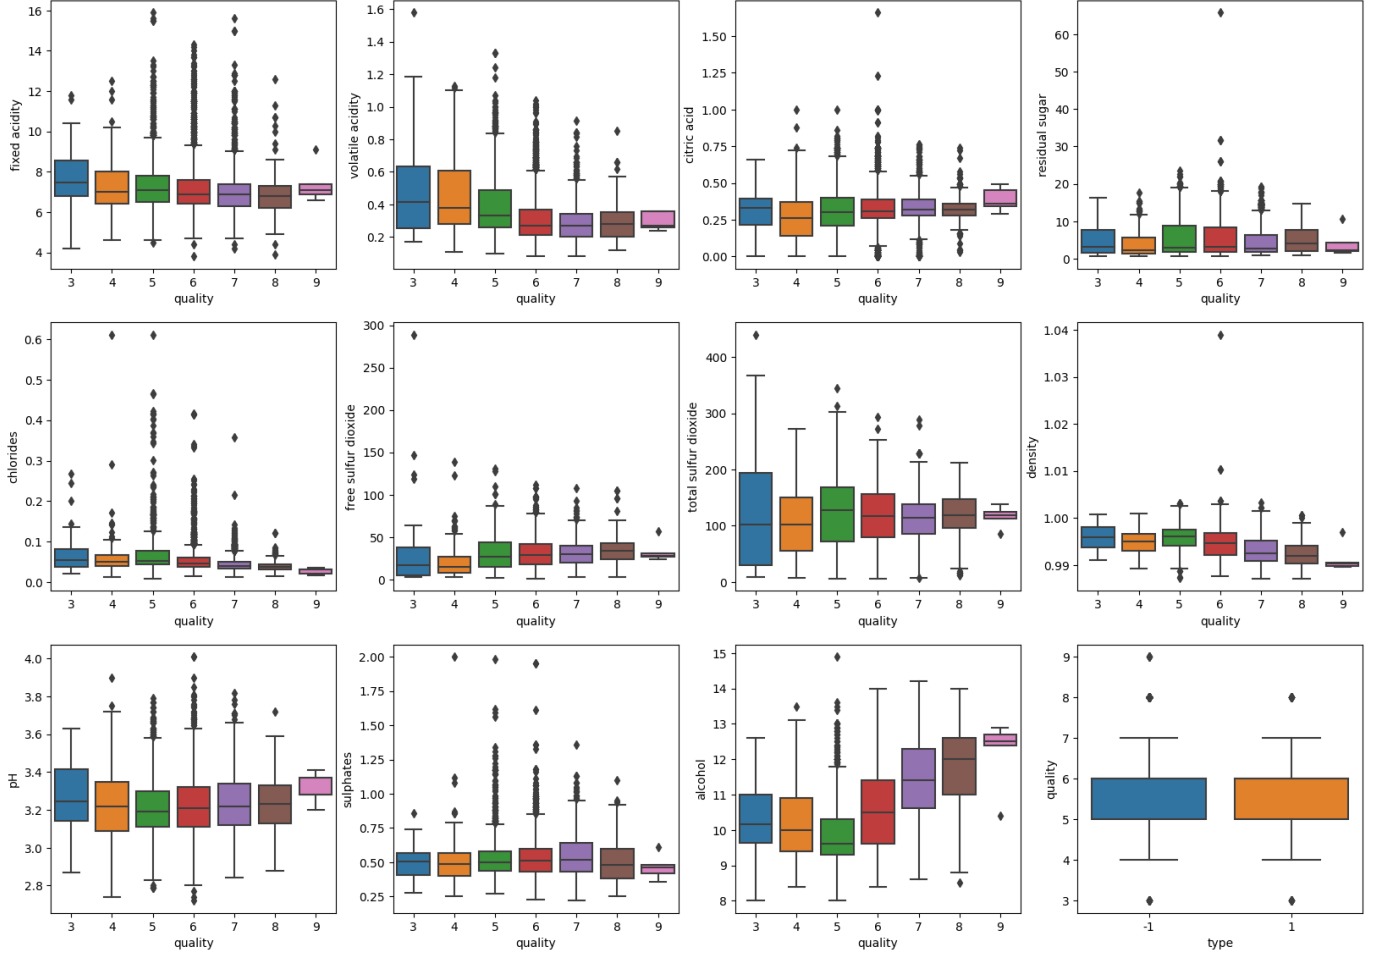 fixed acidity
16
14
12
10
8
6
4
3 4 5 6 7 8 9
quality
volatile acidity
1.6
1.4
1.2
1.0
0.8
0.6
0.4
0.2
3 4 5 6 7 8 9
quality
citric acid
1.50
1.25
1.00
0.75
0.50
0.25
0.00
3 4 5 6 7 8 9
quality
residual sugar
60
50
40
30
20
10
0
3 4 5 6 7 8 9
quality
chlorides
0.6
0.5
0.4
0.3
0.2
0.1
0.0
3 4 5 6 7 8 9
quality
free sulfur dioxide
300
250
200
150
100
50
0
3 4 5 6 7 8 9
quality
total sulfur dioxide
400
300
200
100
0
3 4 5 6 7 8 9
quality
density
1.04
1.03
1.02
1.01
1.00
0.99
3 4 5 6 7 8 9
quality
pH
4.0
3.8
3.6
3.4
3.2
3.0
2.8
3 4 5 6 7 8 9
quality
sulphates
2.00
1.75
1.50
1.25
1.00
0.75
0.50
0.25
3 4 5 6 7 8 9
quality
alcohol
15
14
13
12
11
10
9
8
3 4 5 6 7 8 9
quality
quality
9
8
7
6
5
4
3
-1 1
type